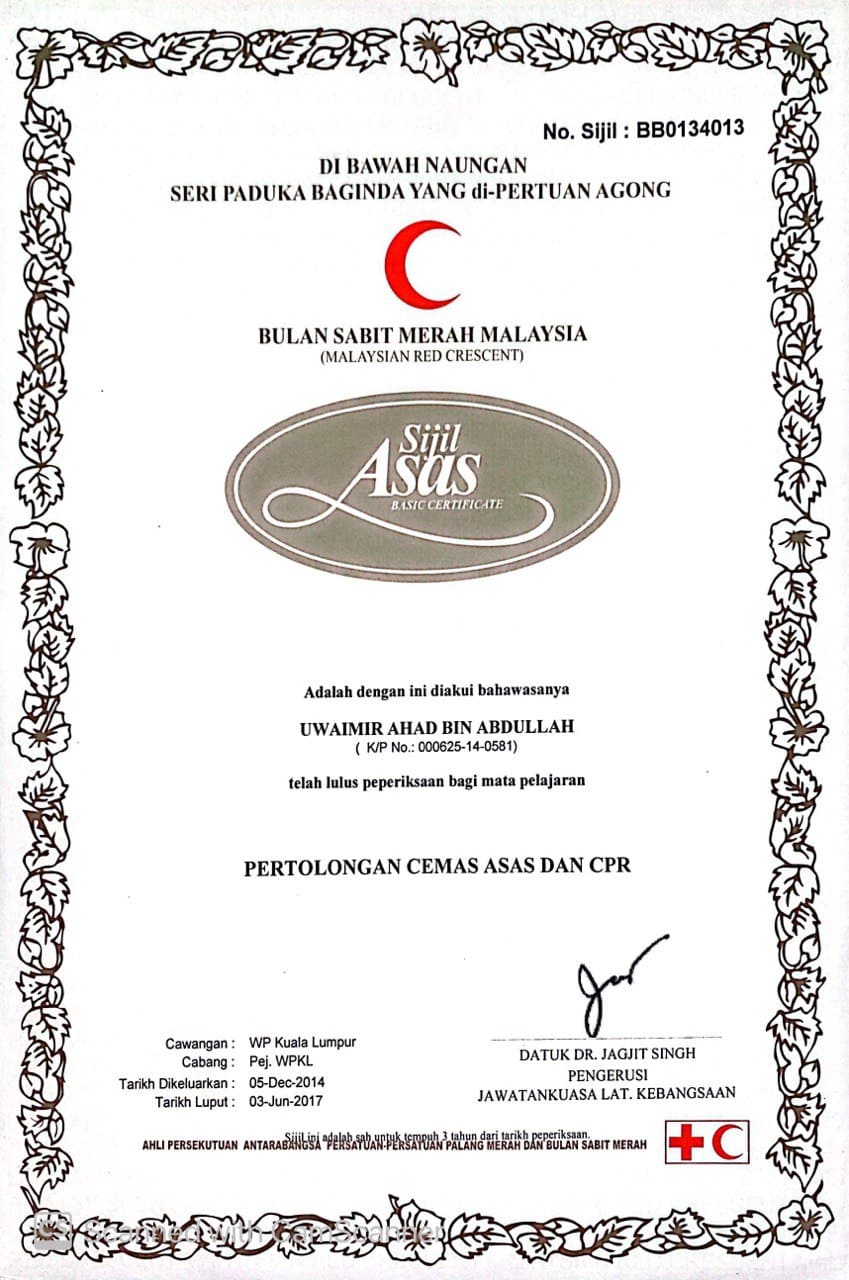 No. Sijil : BB0134013
DI BAWAH NAUNGAN
SERI PADUKA BAGINDA YANG di-PERTUAN AGONG
BULAN SABIT MERAH MALAYSIA
(MALAYSIAN RED CRESCENT)
Sijil
Asas
BASIC CERTIFICATE
Adalah dengan ini diakui bahawasanya
UWAIMIR AHAD BIN ABDULLAH
( K/P No.: 000625-14-0581)
telah lulus peperiksaan bagi mata pelajaran
PERTOLONGAN CEMAS ASAS DAN CPR
Cawangan : WP Kuala Lumpur
Cabang : Pej. WPKL
Tarikh Dikeluarkan : 05-Dec-2014
Tarikh Luput : 03-Jun-2017
DATUK DR. JAGJIT SINGH
PENGERUSI
JAWATANKUASA LAT. KEBANGSAAN
Sijil ini adalah sah untuk tempuh 3 tahun dari tarikh peperiksaan.
AHLI PERSEKUTUAN ANTARABANGSA PERSATUAN-PERSATUAN PALANG MERAH DAN BULAN SABIT MERAH
CS Scanned with CamScanner